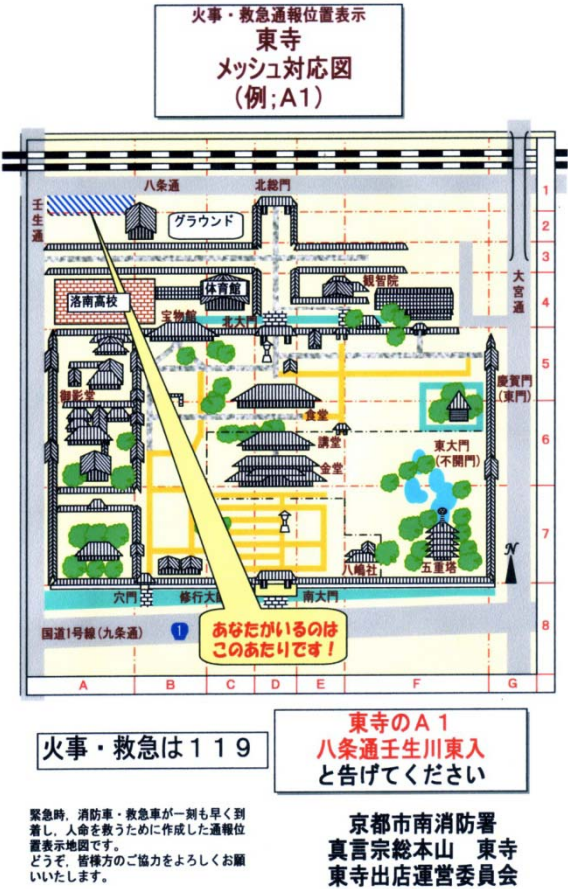 火事・救急通報位置表示
東寺
メッシュ対応図
(例;A1)
八条通
北総門
壬生通
グラウンド
大宮通
洛南高校
体育館
観智院
宝物館
北大門
御影堂
慶賀門
(東門)
食堂
講堂
金堂
東大門
(不開門)
八嶋社
五重塔
N
穴門
修行大
南大門
国道1号線(九条通)
1
あなたがいるのは
このあたりです！
1
2
3
4
5
6
7
8
A
B
C
D
E
F
G
火事・救急は119
東寺のA1
八条通壬生川東入
と告げてください
緊急時，消防車・救急車が一刻も早く到
着し，人命を救うために作成した通報位
置表示地図です。
どうぞ，皆様方のご協力をよろしくお願
いいたします。
京都市南消防署
真言宗総本山　東寺
東寺出店運営委員会